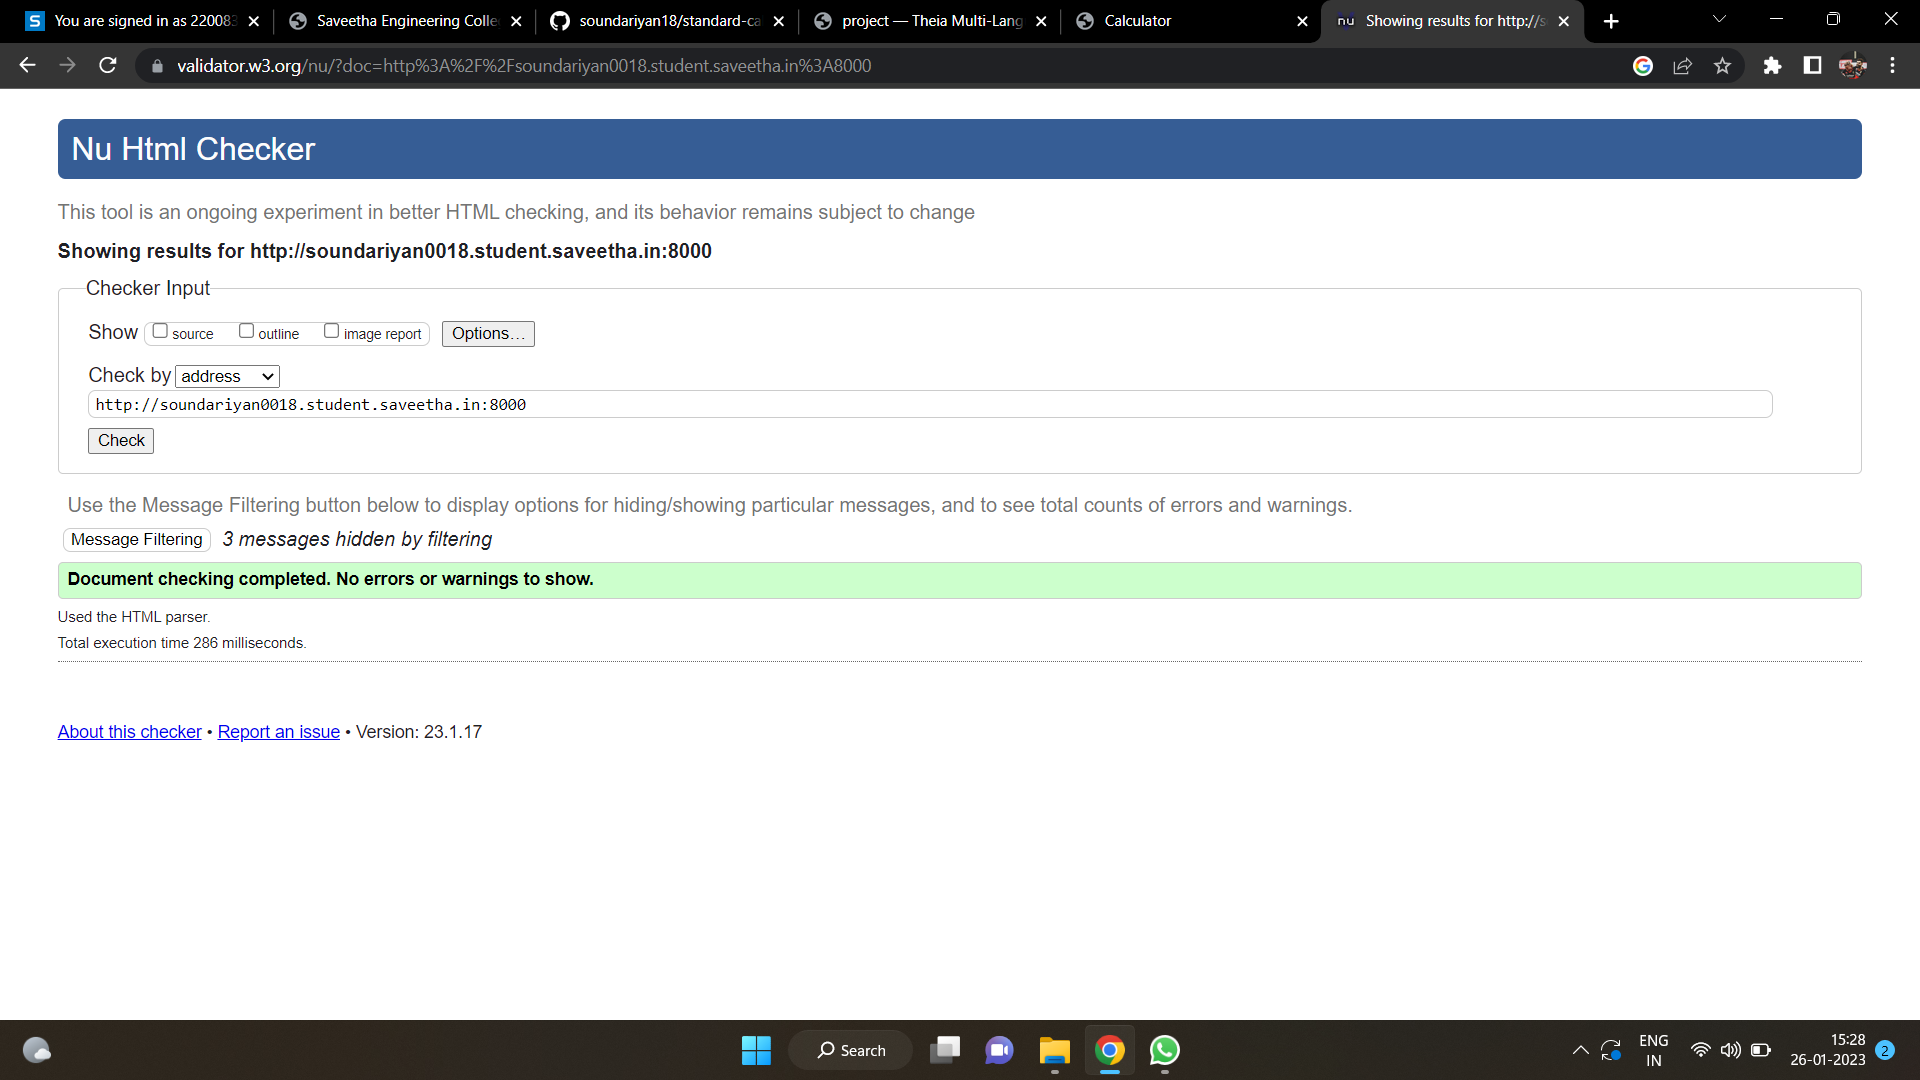 You are signed in as 22008
Saveetha Engineering Colle
soundariyan18/standard-ca
project — Theia Multi-Lang
Calculator
nu Showing results for http://s
validator.w3.org/nu/?doc=http%3A%2F%2Fsoundariyan0018.student.saveetha.in%3A8000
Nu Html Checker
This tool is an ongoing experiment in better HTML checking, and its behavior remains subject to change
Showing results for http://soundariyan0018.student.saveetha.in:8000
Checker Input
Show source outline image report Options...
Check by address
http://soundariyan0018.student.saveetha.in:8000
Check
Use the Message Filtering button below to display options for hiding/showing particular messages, and to see total counts of errors and warnings.
Message Filtering 3 messages hidden by filtering
Document checking completed. No errors or warnings to show.
Used the HTML parser.
Total execution time 286 milliseconds.
About this checker • Report an issue • Version: 23.1.17
Search
ENG
IN
15:28
26-01-2023
2